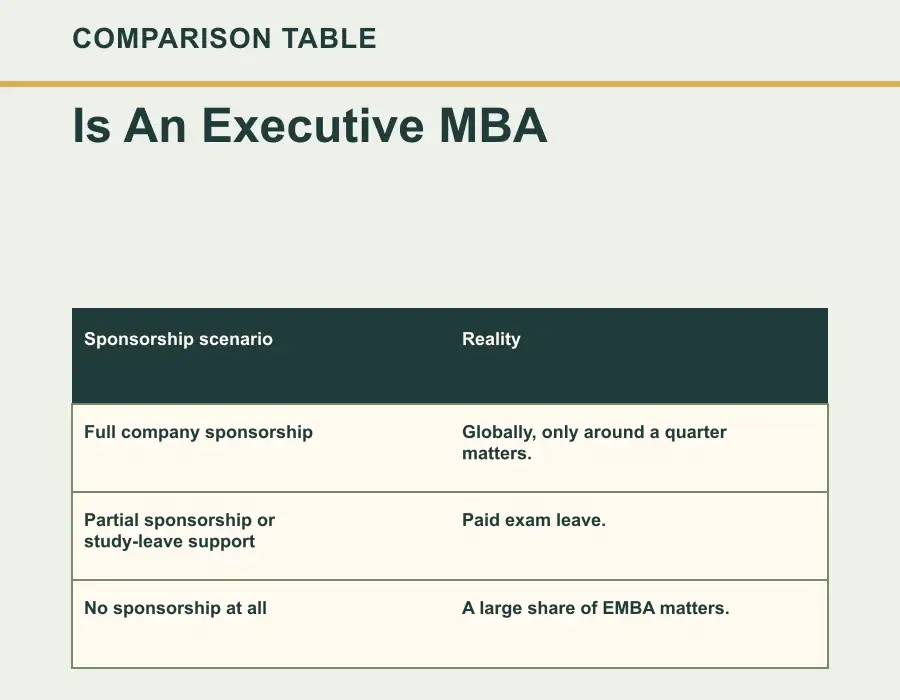 COMPARISON TABLE
Is An Executive MBA
Sponsorship scenario
Reality
Full company sponsorship
Globally, only around a quarter
matters.
Partial sponsorship or
study-leave support
Paid exam leave.
No sponsorship at all
A large share of EMBA matters.